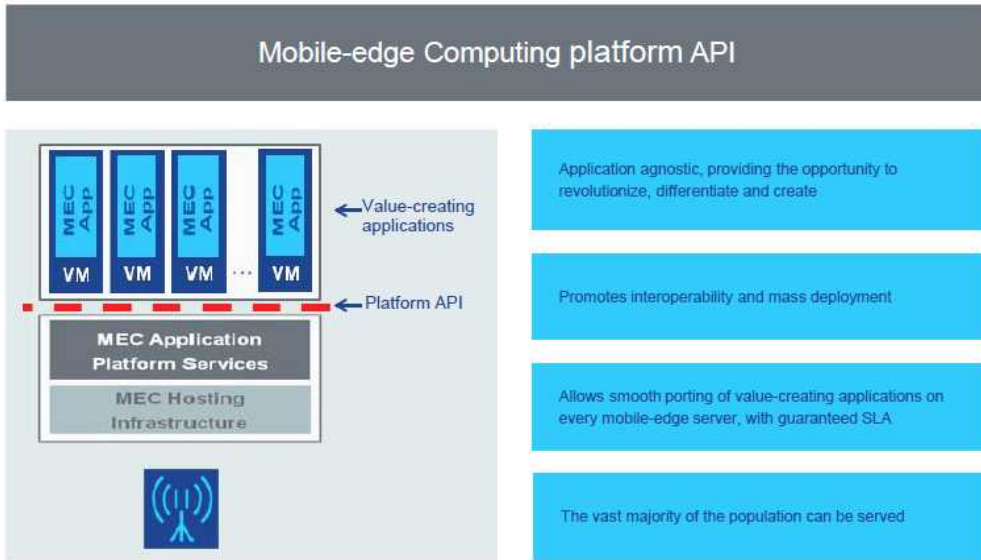 Mobile-edge Computing platform API
MEC App
MEC App
MEC App
MEC App
VM
VM
VM
...
VM
Value-creating
applications
Platform API
MEC Application
Platform Services
MEC Hosting
Infrastructure
Application agnostic, providing the opportunity to
revolutionize, differentiate and create
Promotes interoperability and mass deployment
Allows smooth porting of value-creating applications on
every mobile-edge server, with guaranteed SLA
The vast majority of the population can be served